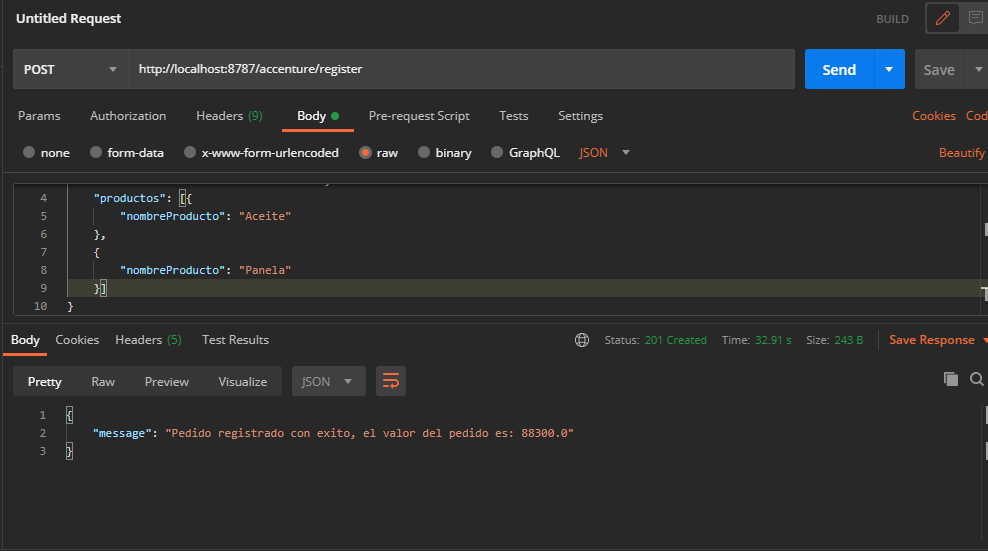 Untitled Request
BUILD
POST
http://localhost:8787/accenture/register
Send
Save
Params
Authorization
Headers (9)
Body
Pre-request Script
Tests
Settings
Cookies
Cod
none
form-data
x-www-form-urlencoded
raw
binary
GraphQL
JSON
Beautify
4 "productos": [{
5 "nombreProducto": "Aceite"
6 },
7 {
8 "nombreProducto": "Panela"
9 }]
10 }
Body
Cookies
Headers (5)
Test Results
Status: 201 Created
Time: 32.91 s
Size: 243 B
Save Response
Pretty
Raw
Preview
Visualize
JSON
1 {
2 "message": "Pedido registrado con exito, el valor del pedido es: 88300.0"
3 }